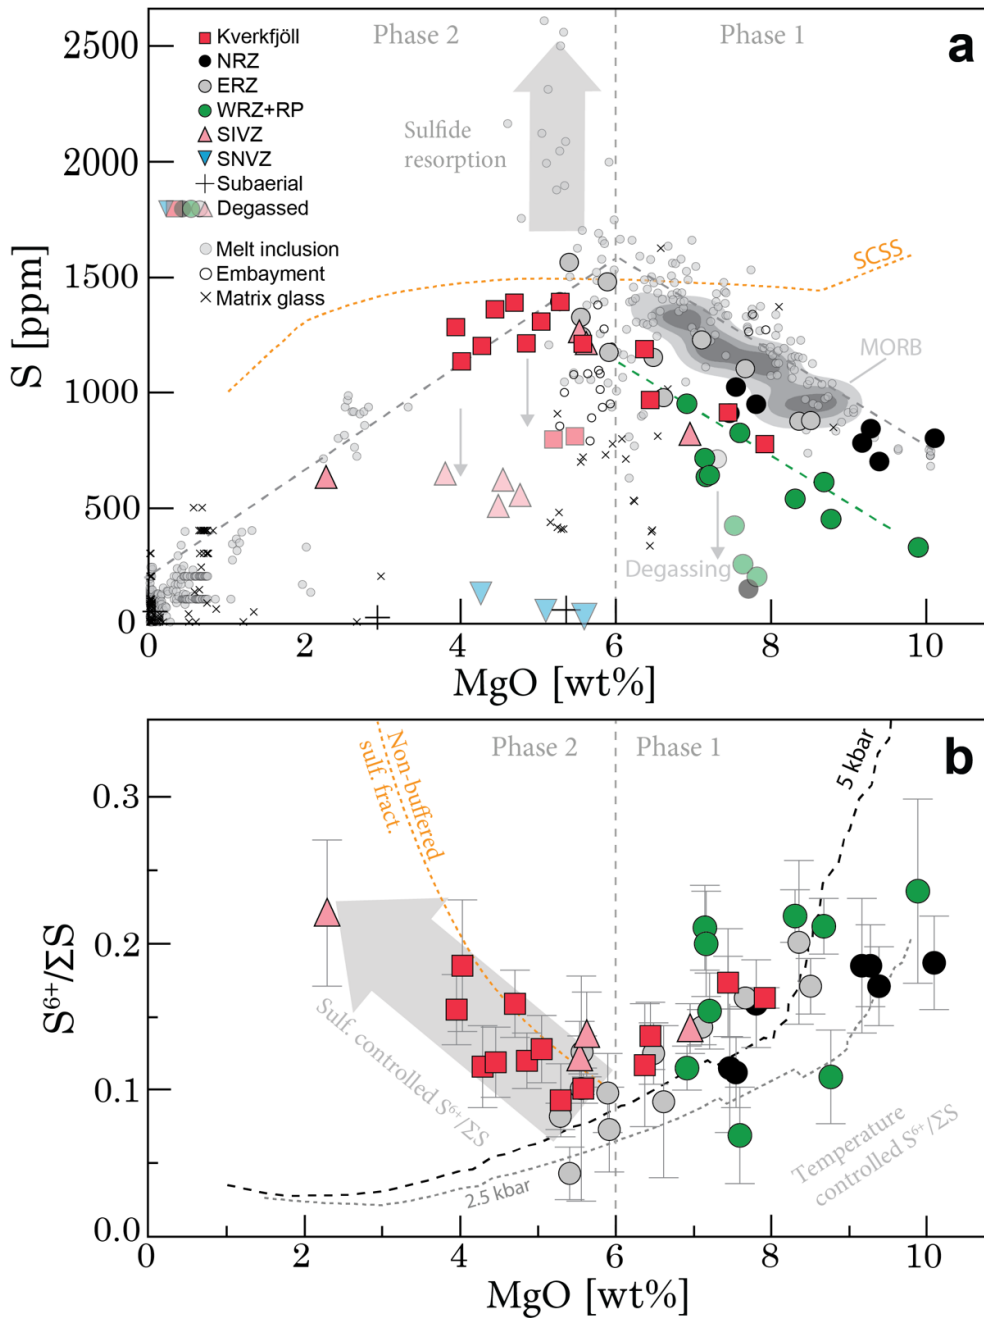 Phase 2
Phase 1
a
Kverkfjöll
NRZ
ERZ
WRZ+RP
SIVZ
SNVZ
Subaerial
Degassed
Melt inclusion
Embayment
Matrix glass
Sulfide
resorption
SCSS
MORB
Degassing
S [ppm]
2500
2000
1500
1000
500
0
0
2
4
6
8
10
MgO [wt%]
Phase 2
Phase 1
b
Non-buffered
sulf. fract.
5 kbar
Sulf. controlled S⁶⁺/ΣS
2.5 kbar
Temperature
controlled S⁶⁺/ΣS
S⁶⁺/ΣS
0.3
0.2
0.1
0.0
0
2
4
6
8
10
MgO [wt%]